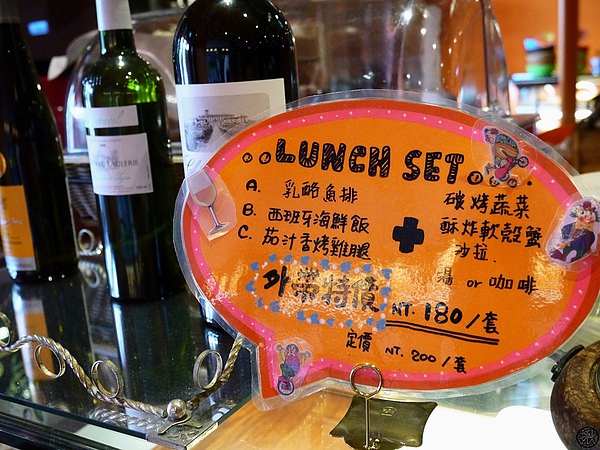 ..LUNCH SET...
A. 乳酪魚排
B. 西班牙海鮮飯
C. 茄汁香烤雞腿
+
碳烤蔬菜
酥炸軟殼蟹
沙拉.
湯 or 咖啡
外帶特價 NT. 180/套
定價 NT. 200/套